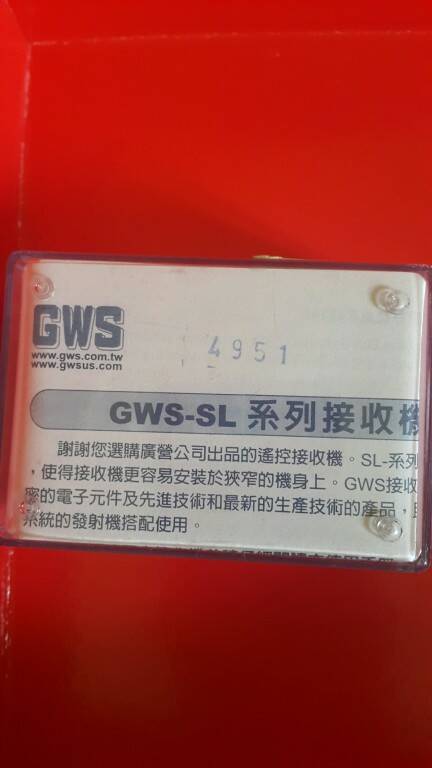 GWS
www.gws.com.tw
www.gwsus.com
4951
GWS-SL 系列接收機
謝謝您選購廣營公司出品的遙控接收機。SL-系列
，使得接收機更容易安裝於狹窄的機身上。GWS接收
密的電子元件及先進技術和最新的生產技術的產品，
系統的發射機搭配使用。